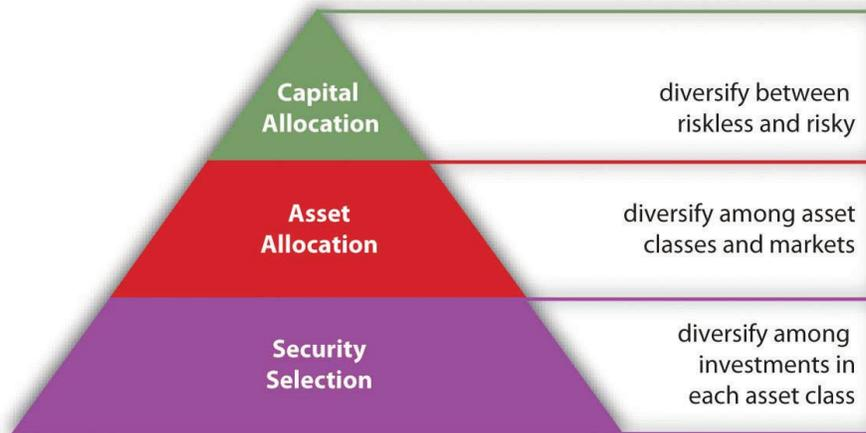 Capital
Allocation
diversify between
riskless and risky
Asset
Allocation
diversify among asset
classes and markets
Security
Selection
diversify among
investments in
each asset class